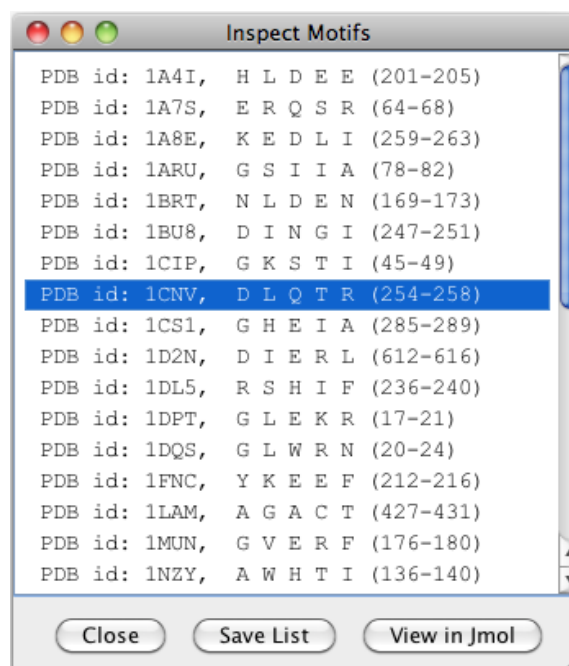 Inspect Motifs
PDB id: 1A4I, H L D E E (201-205)
PDB id: 1A7S, E R Q S R (64-68)
PDB id: 1A8E, K E D L I (259-263)
PDB id: 1ARU, G S I I A (78-82)
PDB id: 1BRT, N L D E N (169-173)
PDB id: 1BU8, D I N G I (247-251)
PDB id: 1CIP, G K S T I (45-49)
PDB id: 1CNV, D L Q T R (254-258)
PDB id: 1CS1, G H E I A (285-289)
PDB id: 1D2N, D I E R L (612-616)
PDB id: 1DL5, R S H I F (236-240)
PDB id: 1DPT, G L E K R (17-21)
PDB id: 1DQS, G L W R N (20-24)
PDB id: 1FNC, Y K E E F (212-216)
PDB id: 1LAM, A G A C T (427-431)
PDB id: 1MUN, G V E R F (176-180)
PDB id: 1NZY, A W H T I (136-140)
Close Save List View in Jmol